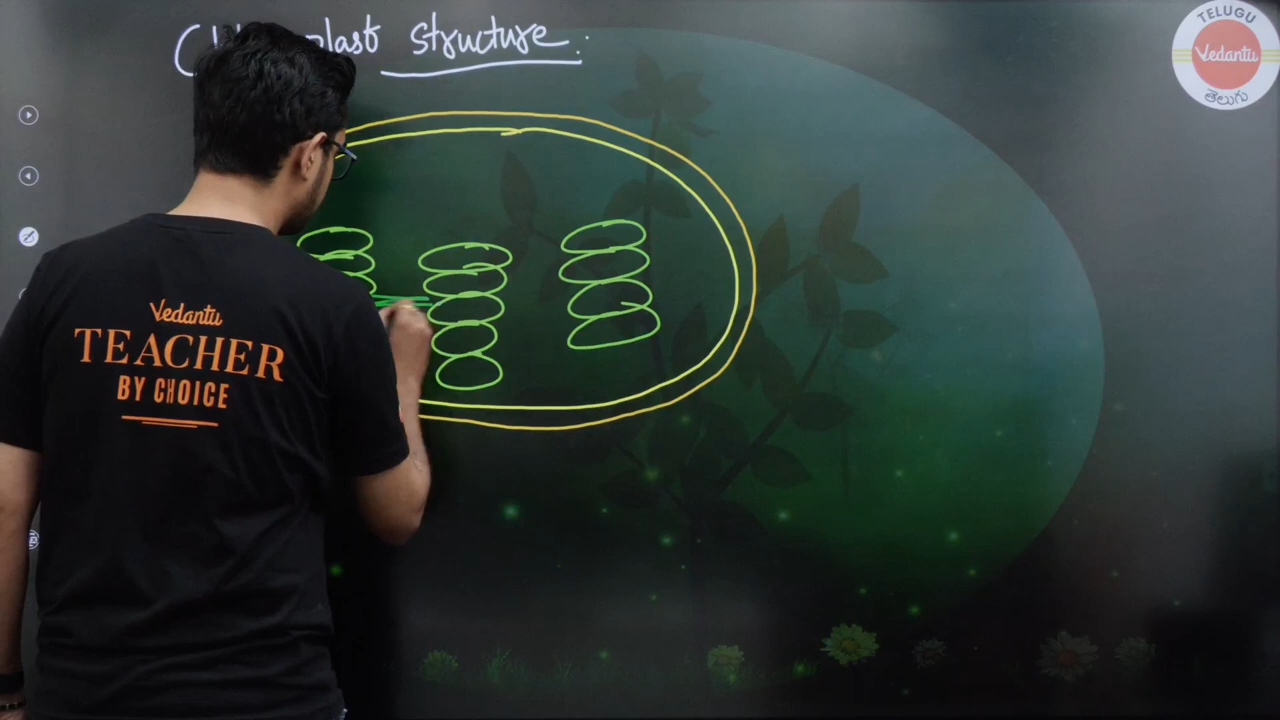 plast structure.
TELUGU
Vedantu
తెలుగు
Vedantu
TEACHER
BY CHOICE